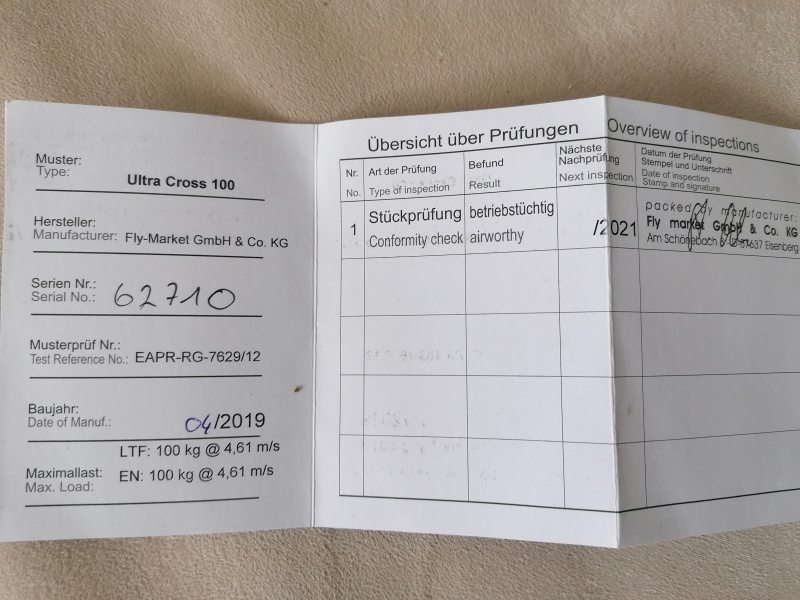 Muster:
Type:
Ultra Cross 100
Hersteller:
Manufacturer: Fly-Market GmbH & Co. KG
Serien Nr.:
Serial No.: 62710
Musterprüf Nr.:
Test Reference No.: EAPR-RG-7629/12
Baujahr:
Date of Manuf.: 04/2019
LTF: 100 kg @ 4,61 m/s
Maximallast: EN: 100 kg @ 4,61 m/s
Max. Load:
Übersicht über Prüfungen Overview of inspections
Nr. Art der Prüfung Befund Nächste Nachprüfung Datum der Prüfung Stempel und Unterschrift
No. Type of inspection Result Next inspection Date of inspection Stamp and signature
1 Stückprüfung betriebstüchtig /2021 packed by manufacturer:
Conformity check airworthy Fly market GmbH & Co. KG
Am Schönebach 87637 Eisenberg